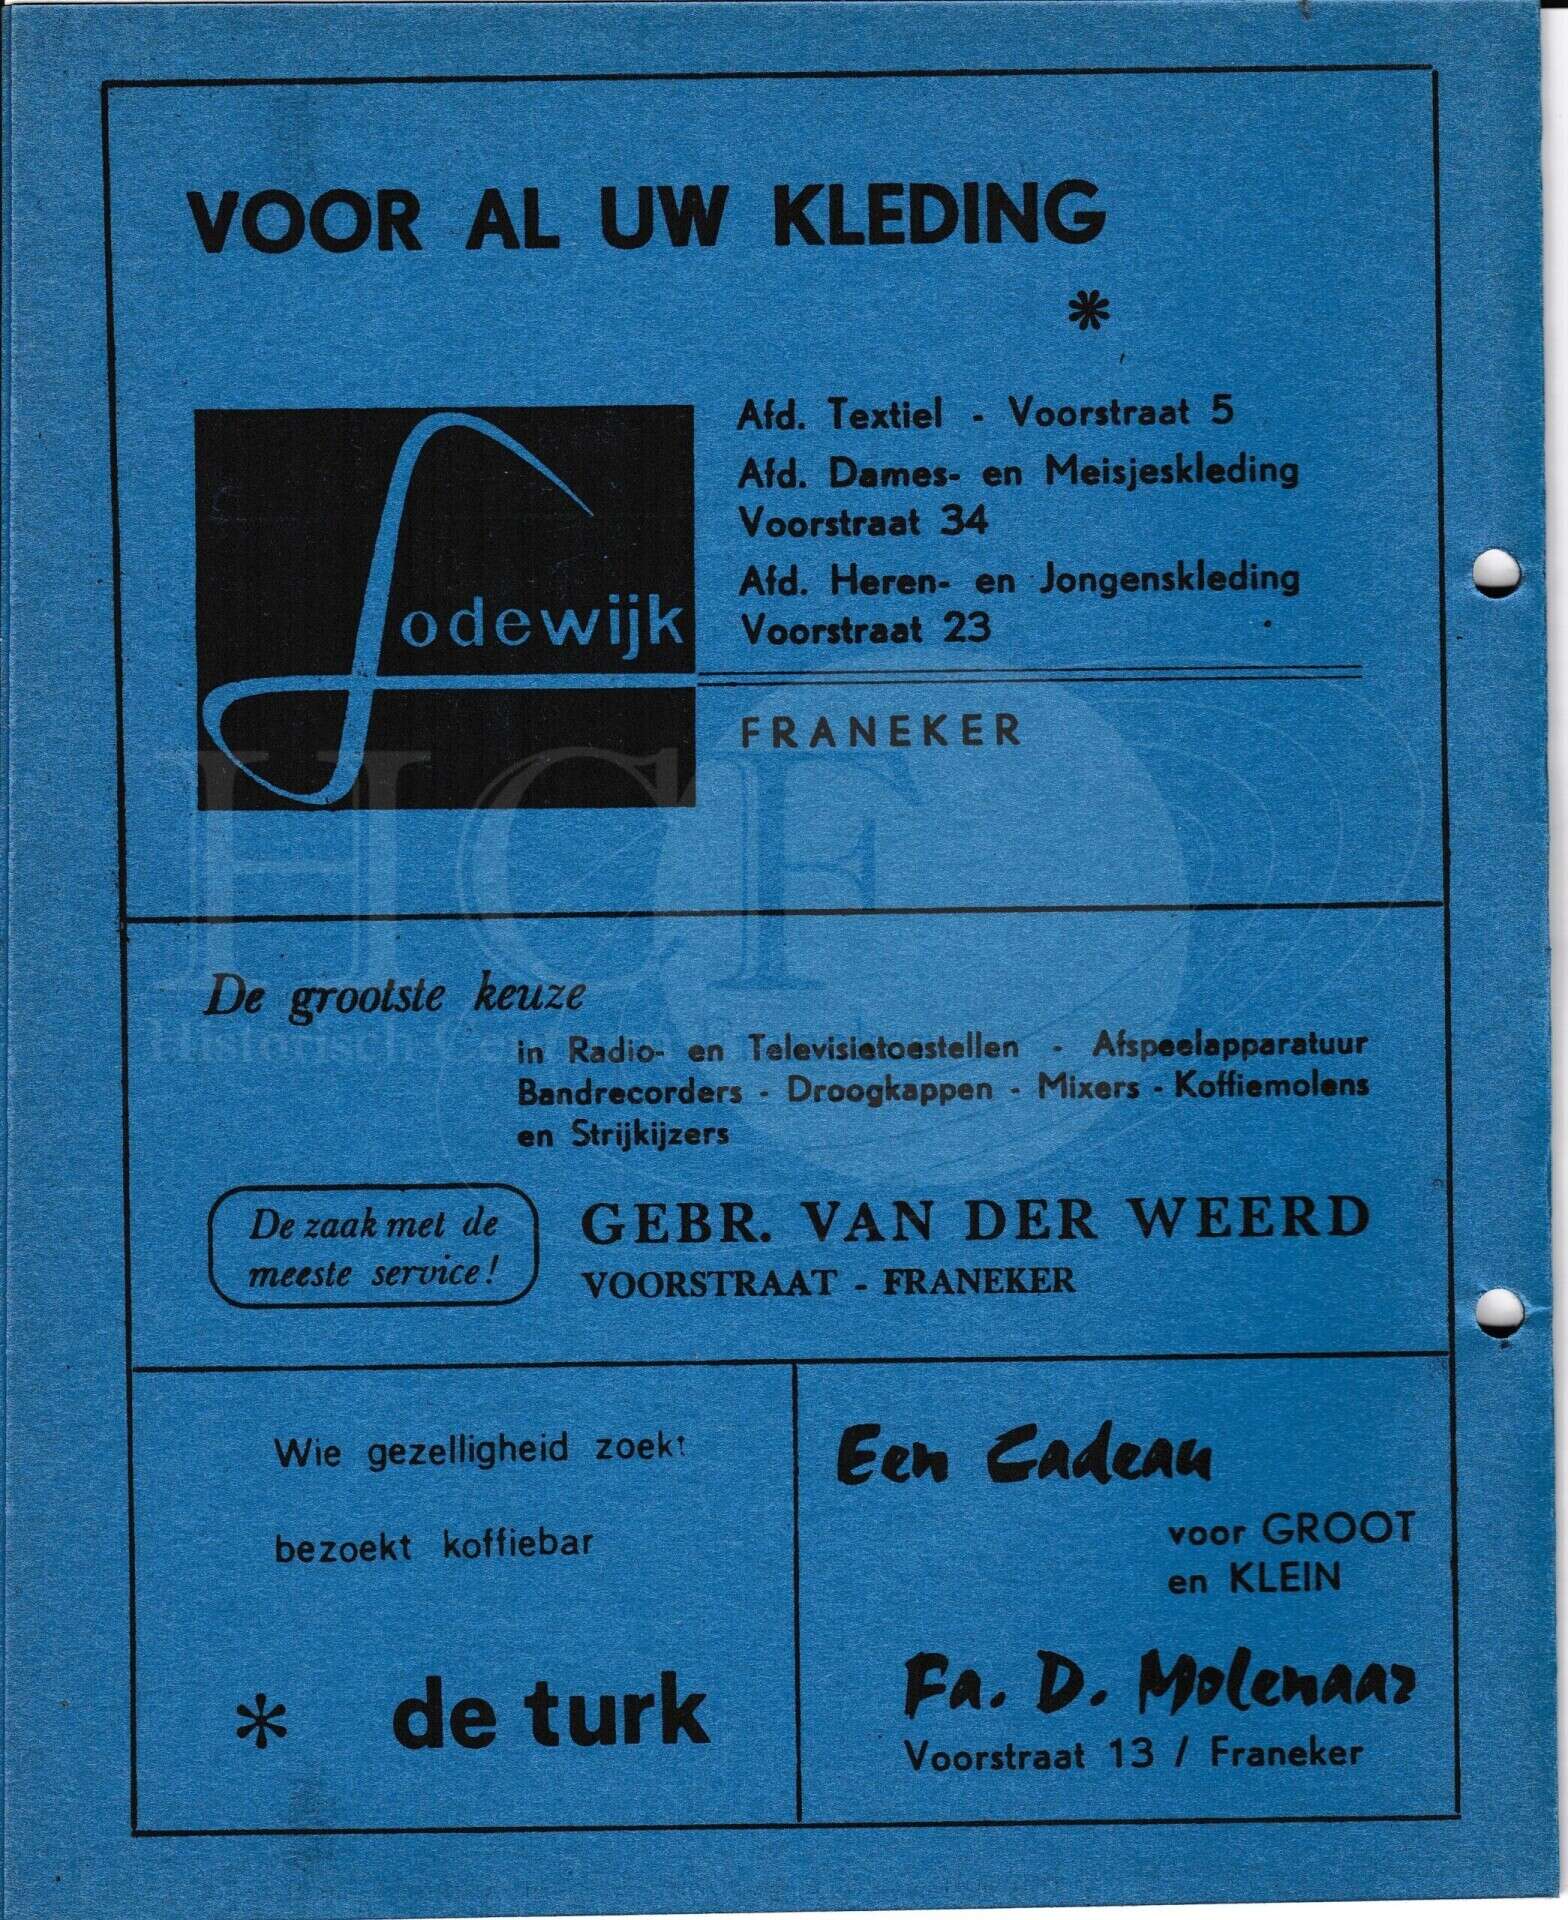 VOOR AL UW KLEDING
*
Lodewijk
Afd. Textiel - Voorstraat 5
Afd. Dames- en Meisjeskleding
Voorstraat 34
Afd. Heren- en Jongenskleding
Voorstraat 23
FRANEKER
HCF
De grootste keuze
Historisch
in Radio- en Televisietoestellen - Afspeelapparatuur
Bandrecorders - Droogkappen - Mixers - Koffiemolens
en Strijkijzers
De zaak met de
meeste service!
GEBR. VAN DER WEERD
VOORSTRAAT - FRANEKER
Wie gezelligheid zoekt
bezoekt koffiebar
* de turk
Een Cadeau
voor GROOT
en KLEIN
Fa. D. Molenaar
Voorstraat 13 / Franeker